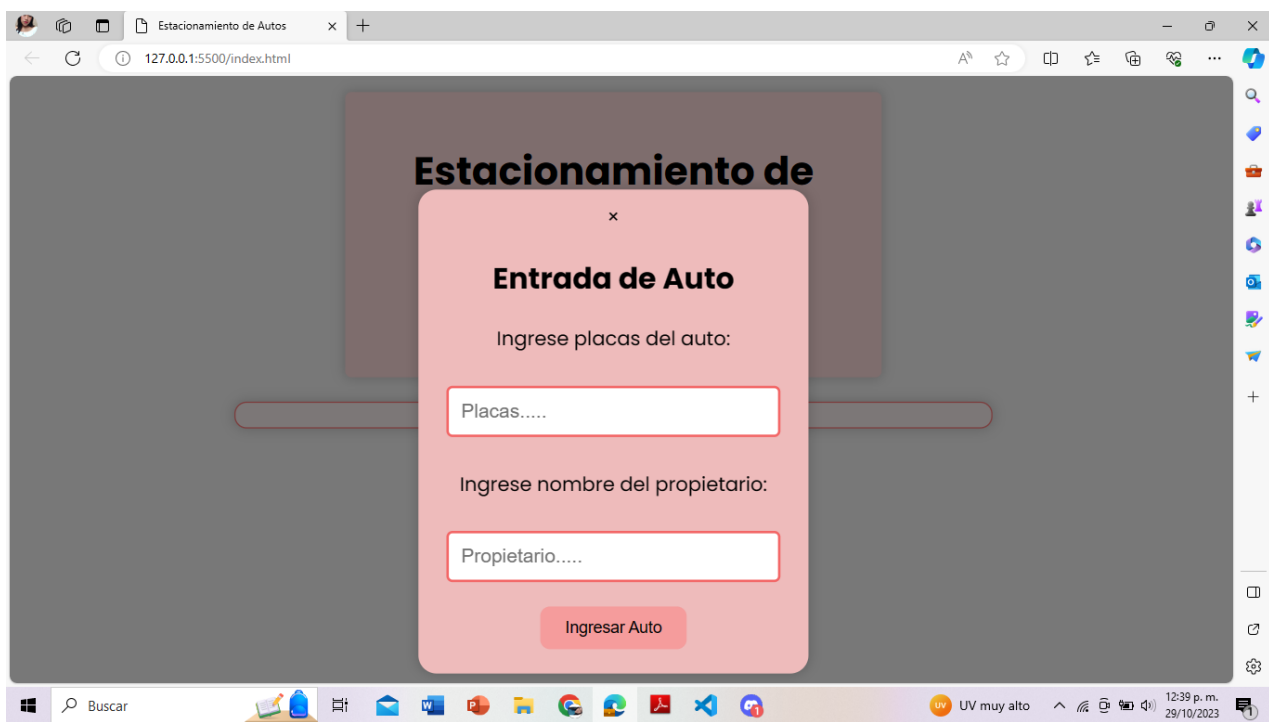 Estacionamiento de Autos
127.0.0.1:5500/index.html
Estacionamiento de
×
Entrada de Auto
Ingrese placas del auto:
Placas.....
Ingrese nombre del propietario:
Propietario.....
Ingresar Auto
Buscar
UV muy alto
12:39 p. m.
29/10/2023